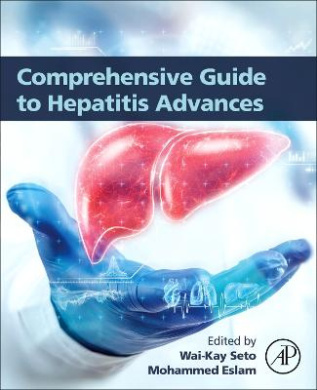 Comprehensive Guide
to Hepatitis Advances
Edited by
Wai-Kay Seto
Mohammed Eslam
AP